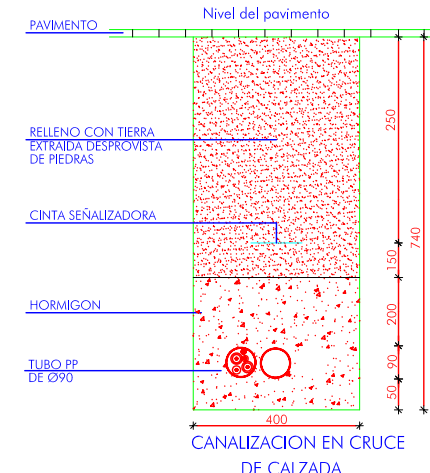 Nivel del pavimento
PAVIMENTO
250
RELLENO CON TIERRA
EXTRAIDA DESPROVISTA
DE PIEDRAS
CINTA SEÑALIZADORA
740
150
HORMIGON
200
TUBO PP
DE Ø90
90
50
400
CANALIZACION EN CRUCE
DE CALZADA